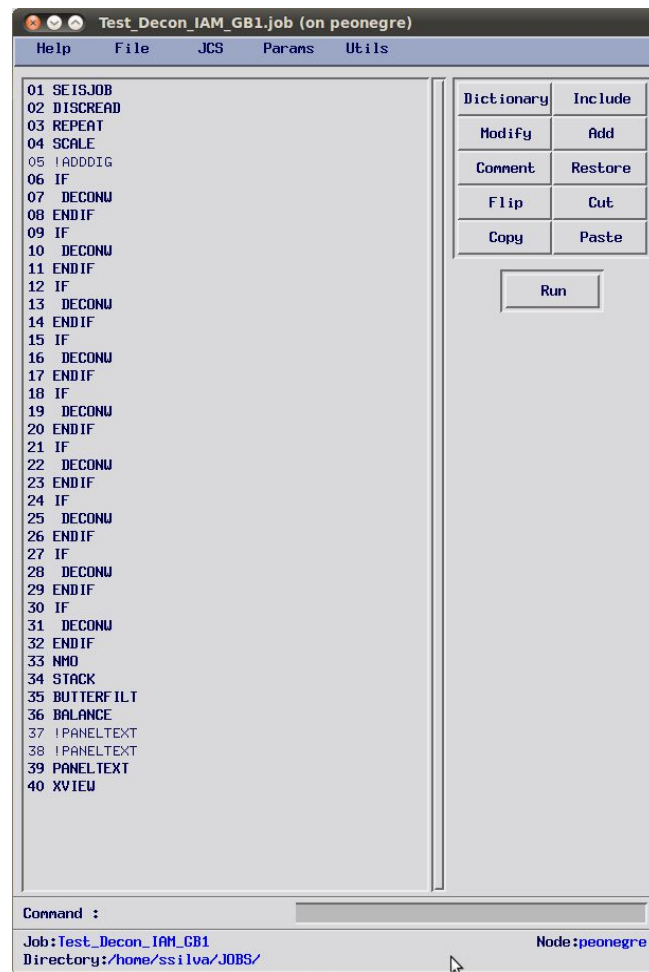 Test_Decon_IAM_GB1.job (on peonegre)
Help File JCS Params Utils
01 SEISJOB
02 DISCREAD
03 REPEAT
04 SCALE
05 !ADDDIG
06 IF
07 DECONW
08 ENDIF
09 IF
10 DECONW
11 ENDIF
12 IF
13 DECONW
14 ENDIF
15 IF
16 DECONW
17 ENDIF
18 IF
19 DECONW
20 ENDIF
21 IF
22 DECONW
23 ENDIF
24 IF
25 DECONW
26 ENDIF
27 IF
28 DECONW
29 ENDIF
30 IF
31 DECONW
32 ENDIF
33 NMO
34 STACK
35 BUTTERFILT
36 BALANCE
37 !PANELTEXT
38 !PANELTEXT
39 PANELTEXT
40 XVIEW
Dictionary Include
Modify Add
Comment Restore
Flip Cut
Copy Paste
Run
Command :
Job:Test_Decon_IAM_GB1 Node:peonegre
Directory:/home/ssilva/JOBS/